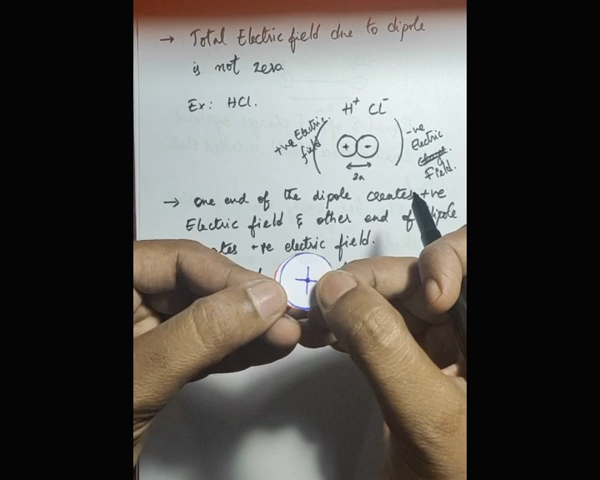 → Total Electric field due to dipole
is not zero
Ex: HCl.
H⁺ Cl⁻
+ve Electric
field
+ -
2a
-ve
Electric
Field.
→ one end of the dipole creates +ve
Electric field & other end of dipole
+ve electric field.
+